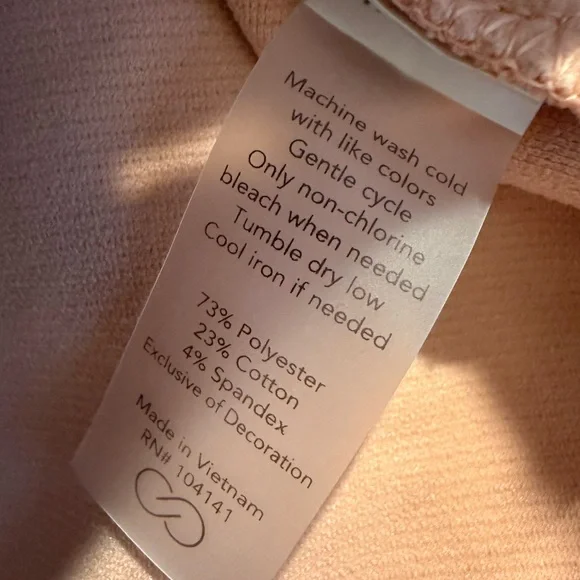 Machine wash cold
with like colors
Gentle cycle
Only non-chlorine
bleach when needed
Tumble dry low
Cool iron if needed
73% Polyester
23% Cotton
4% Spandex
Exclusive of Decoration
Made in Vietnam
RN# 104141